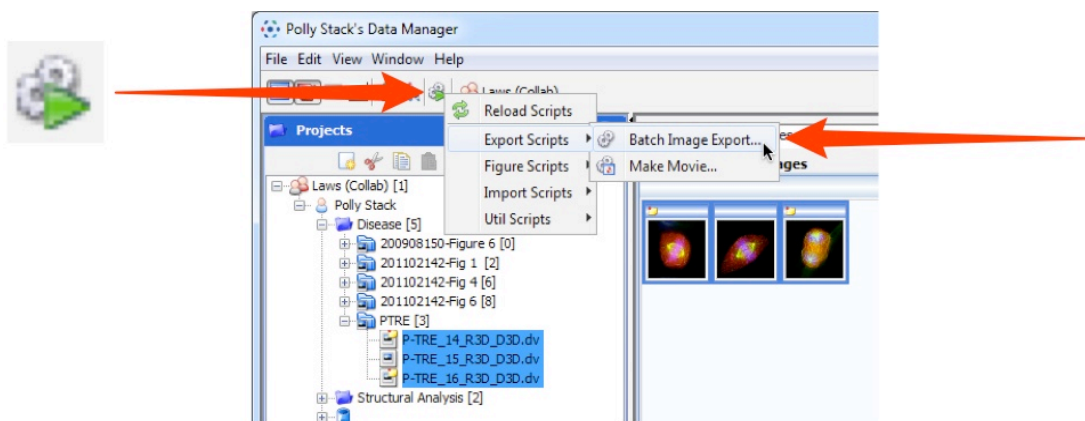 Polly Stack's Data Manager
File Edit View Window Help
Laws (Collab)
Reload Scripts
Projects
Export Scripts
Batch Image Export...
Figure Scripts
Make Movie...
ages
Import Scripts
Laws (Collab) [1]
Polly Stack
Util Scripts
Disease [5]
200908150-Figure 6 [0]
201102142-Fig 1 [2]
201102142-Fig 4 [6]
201102142-Fig 6 [8]
PTRE [3]
P-TRE_14_R3D_D3D.dv
P-TRE_15_R3D_D3D.dv
P-TRE_16_R3D_D3D.dv
Structural Analysis [2]